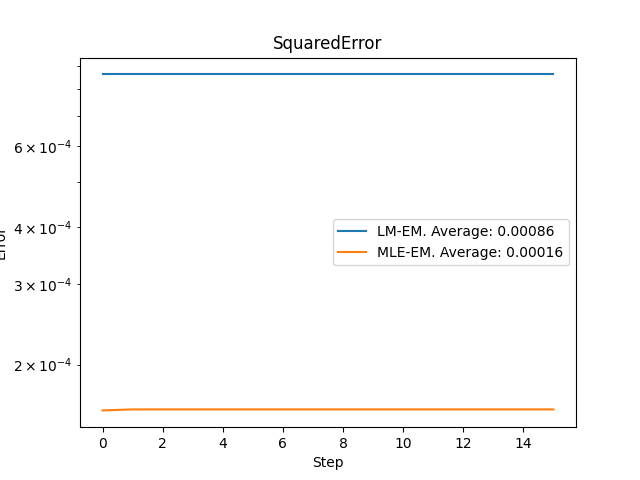 SquaredError
6 × 10⁻⁴
4 × 10⁻⁴
3 × 10⁻⁴
2 × 10⁻⁴
Error
LM-EM. Average: 0.00086
MLE-EM. Average: 0.00016
0 2 4 6 8 10 12 14
Step